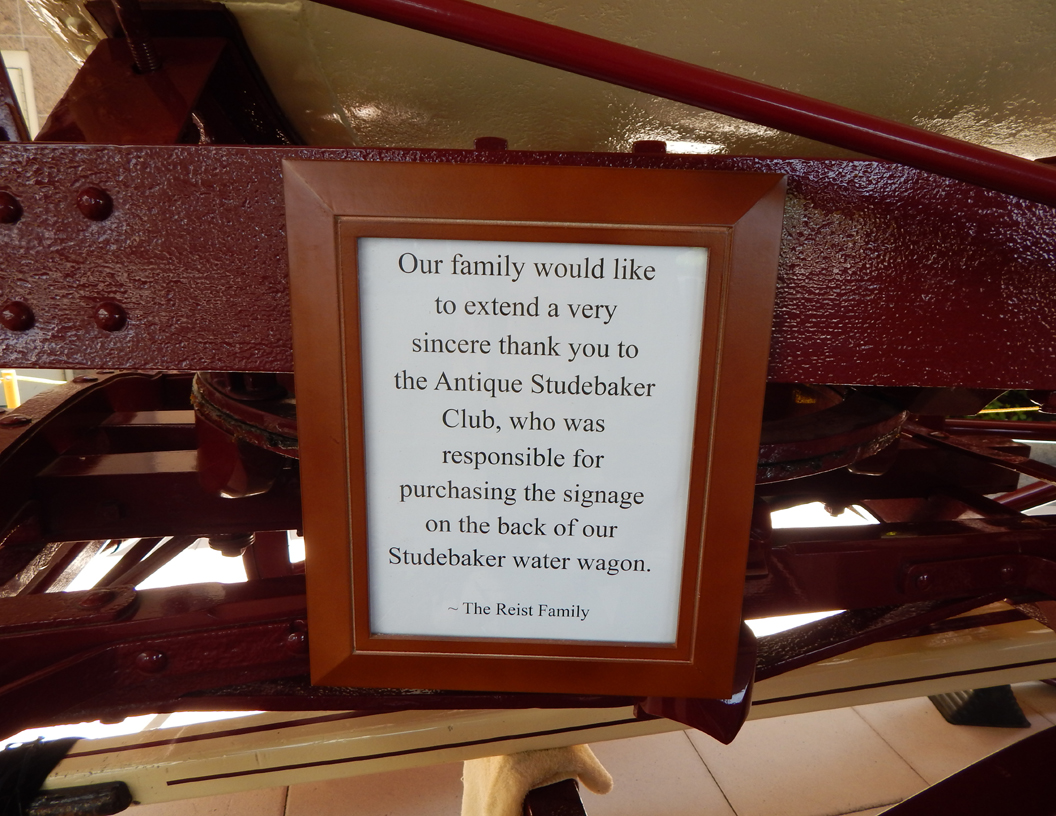 Our family would like
to extend a very
sincere thank you to
the Antique Studebaker
Club, who was
responsible for
purchasing the signage
on the back of our
Studebaker water wagon.
~ The Reist Family